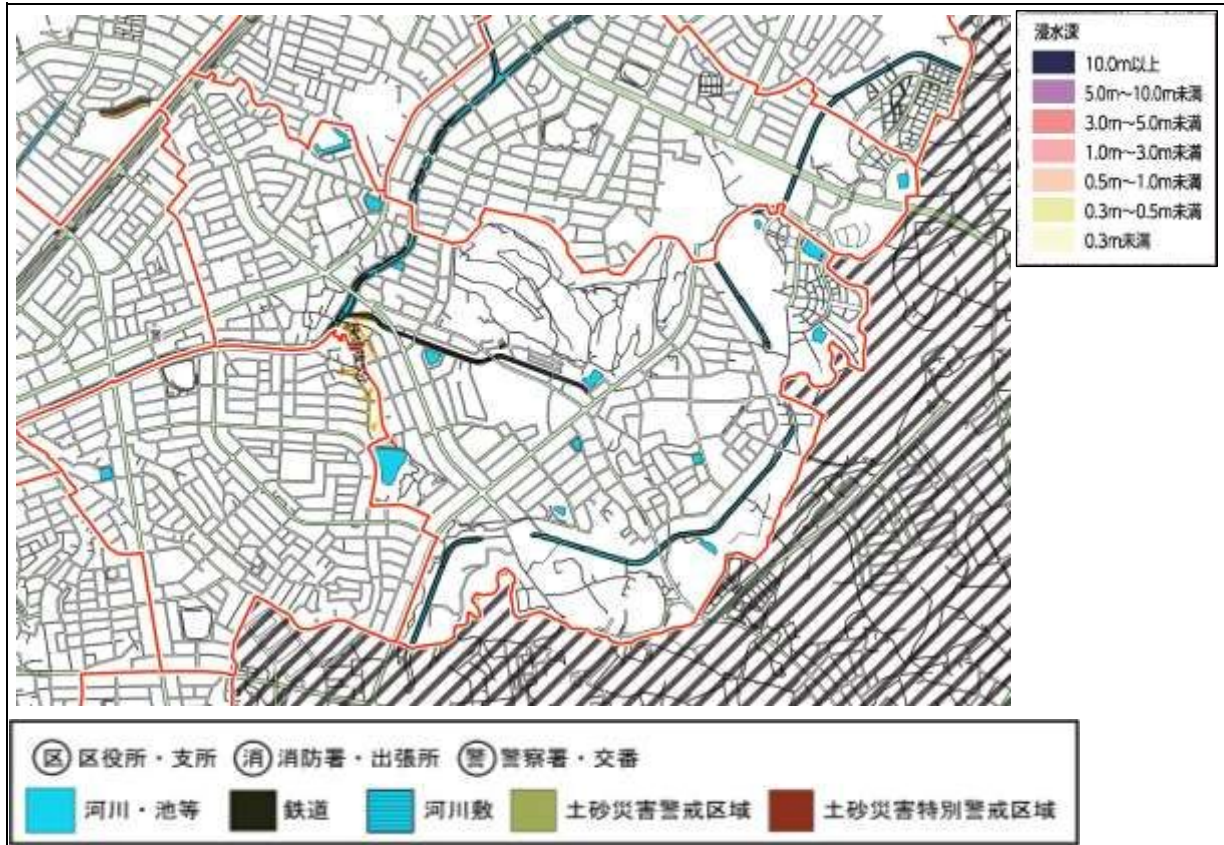 浸水深
10.0m以上
5.0m～10.0m未満
3.0m～5.0m未満
1.0m～3.0m未満
0.5m～1.0m未満
0.3m～0.5m未満
0.3m未満
区 区役所・支所 消 消防署・出張所 警 警察署・交番
河川・池等 鉄道 河川敷 土砂災害警戒区域 土砂災害特別警戒区域